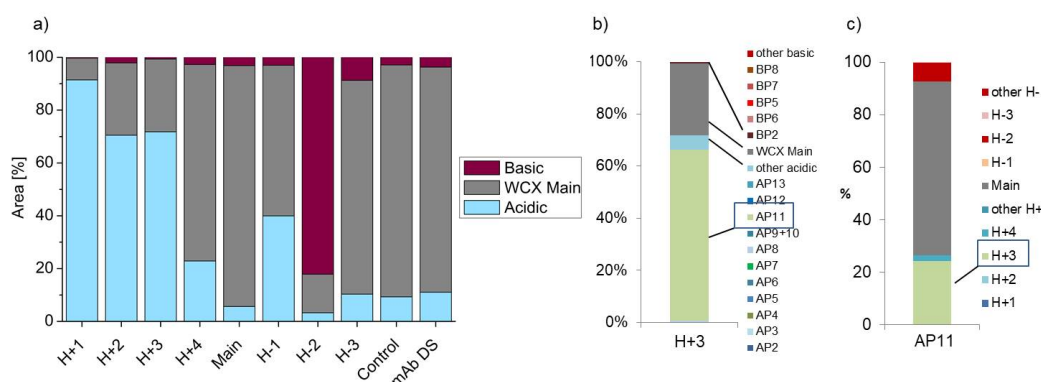 a)
100
80
60
40
20
0
Area [%]
H+1
H+2
H+3
H+4
Main
H-1
H-2
H-3
Control
mAb DS
Basic
WCX Main
Acidic
b)
100%
80%
60%
40%
20%
0%
H+3
other basic
BP8
BP7
BP5
BP6
BP2
WCX Main
other acidic
AP13
AP12
AP11
AP9+10
AP8
AP7
AP6
AP5
AP4
AP3
AP2
c)
100
80
60
%
40
20
0
AP11
other H-
H-3
H-2
H-1
Main
other H+
H+4
H+3
H+2
H+1